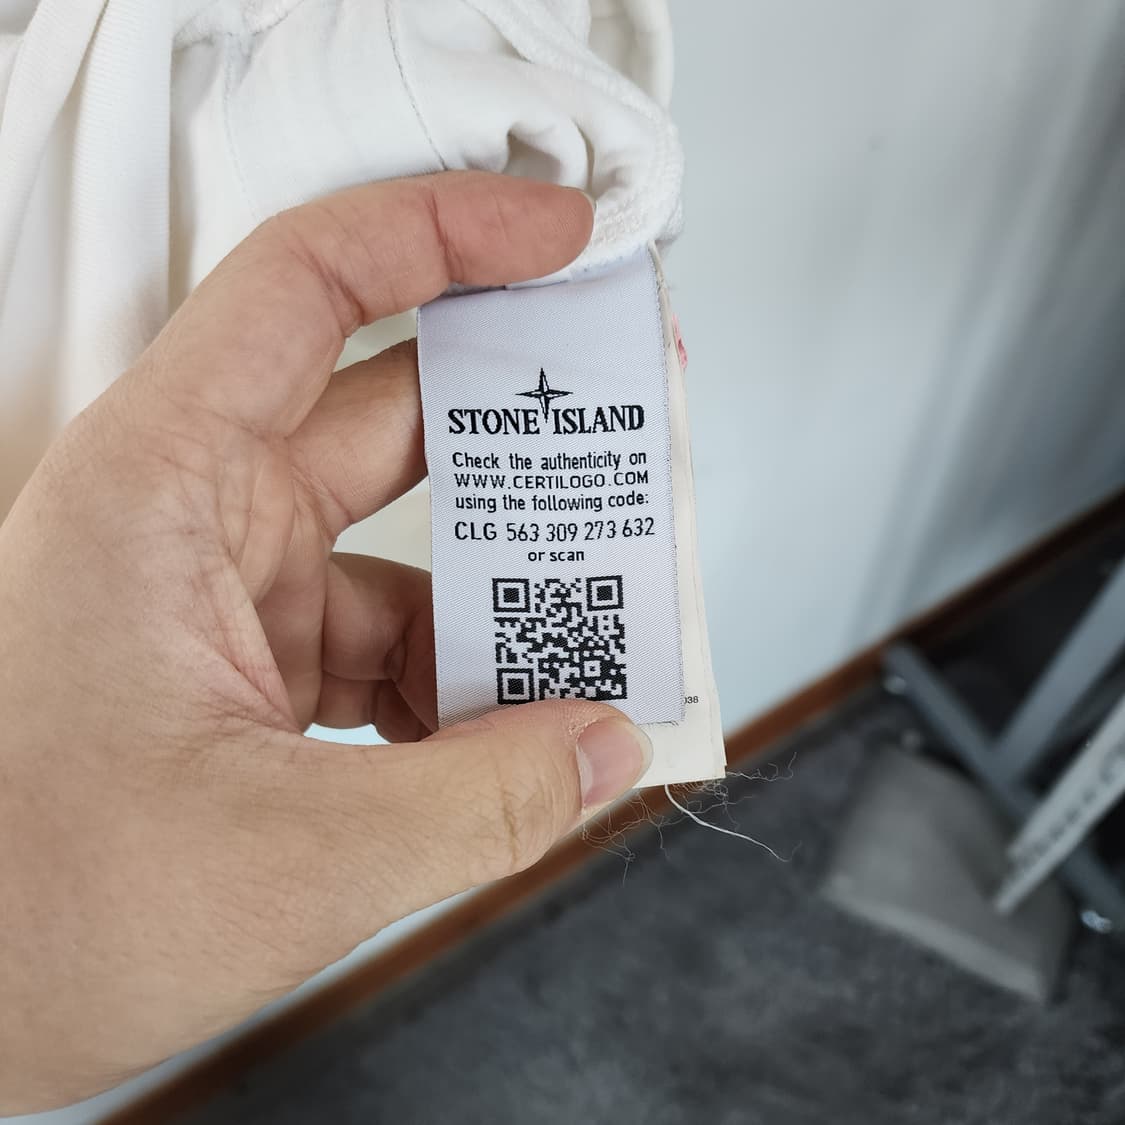 STONE ISLAND
Check the authenticity on
WWW.CERTILOGO.COM
using the following code:
CLG 563 309 273 632
or scan
038